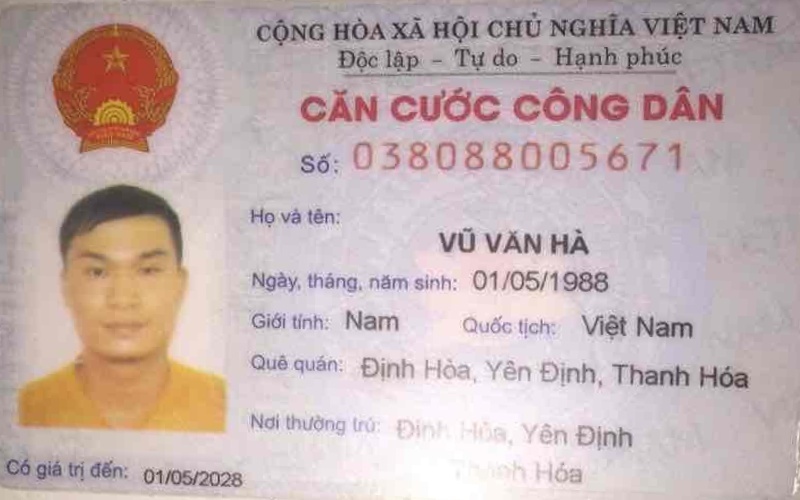 CỘNG HÒA XÃ HỘI CHỦ NGHĨA VIỆT NAM
Độc lập – Tự do – Hạnh phúc
CĂN CƯỚC CÔNG DÂN
Số: 038088005671
Họ và tên:
VŨ VĂN HÀ
Ngày, tháng, năm sinh: 01/05/1988
Giới tính: Nam Quốc tịch: Việt Nam
Quê quán: Định Hòa, Yên Định, Thanh Hóa
Nơi thường trú: Định Hòa, Yên Định
Thanh Hóa
Có giá trị đến: 01/05/2028